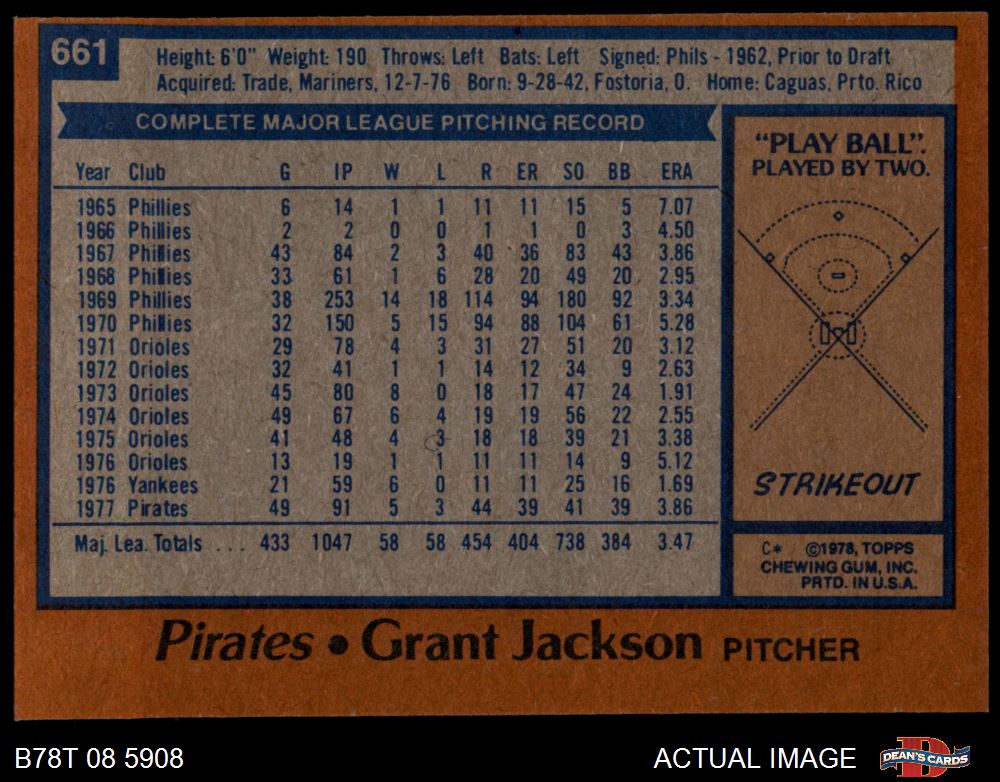 661
Height: 6'0" Weight: 190 Throws: Left Bats: Left Signed: Phils - 1962, Prior to Draft
Acquired: Trade, Mariners, 12-7-76 Born: 9-28-42, Fostoria, O. Home: Caguas, Prto. Rico
COMPLETE MAJOR LEAGUE PITCHING RECORD
Year Club G IP W L R ER SO BB ERA
1965 Phillies 6 14 1 1 11 11 15 5 7.07
1966 Phillies 2 2 0 0 1 1 0 3 4.50
1967 Phillies 43 84 2 3 40 36 83 43 3.86
1968 Phillies 33 61 1 6 28 20 49 20 2.95
1969 Phillies 38 253 14 18 114 94 180 92 3.34
1970 Phillies 32 150 5 15 94 88 104 61 5.28
1971 Orioles 29 78 4 3 31 27 51 20 3.12
1972 Orioles 32 41 1 1 14 12 34 9 2.63
1973 Orioles 45 80 8 0 18 17 47 24 1.91
1974 Orioles 49 67 6 4 19 19 56 22 2.55
1975 Orioles 41 48 4 3 18 18 39 21 3.38
1976 Orioles 13 19 1 1 11 11 14 9 5.12
1976 Yankees 21 59 6 0 11 11 25 16 1.69
1977 Pirates 49 91 5 3 44 39 41 39 3.86
Maj. Lea. Totals ... 433 1047 58 58 454 404 738 384 3.47
"PLAY BALL".
PLAYED BY TWO.
STRIKEOUT
C* ©1978, TOPPS
CHEWING GUM, INC.
PRTD. IN U.S.A.
Pirates • Grant Jackson PITCHER
B78T 08 5908
ACTUAL IMAGE
DEAN'S CARDS